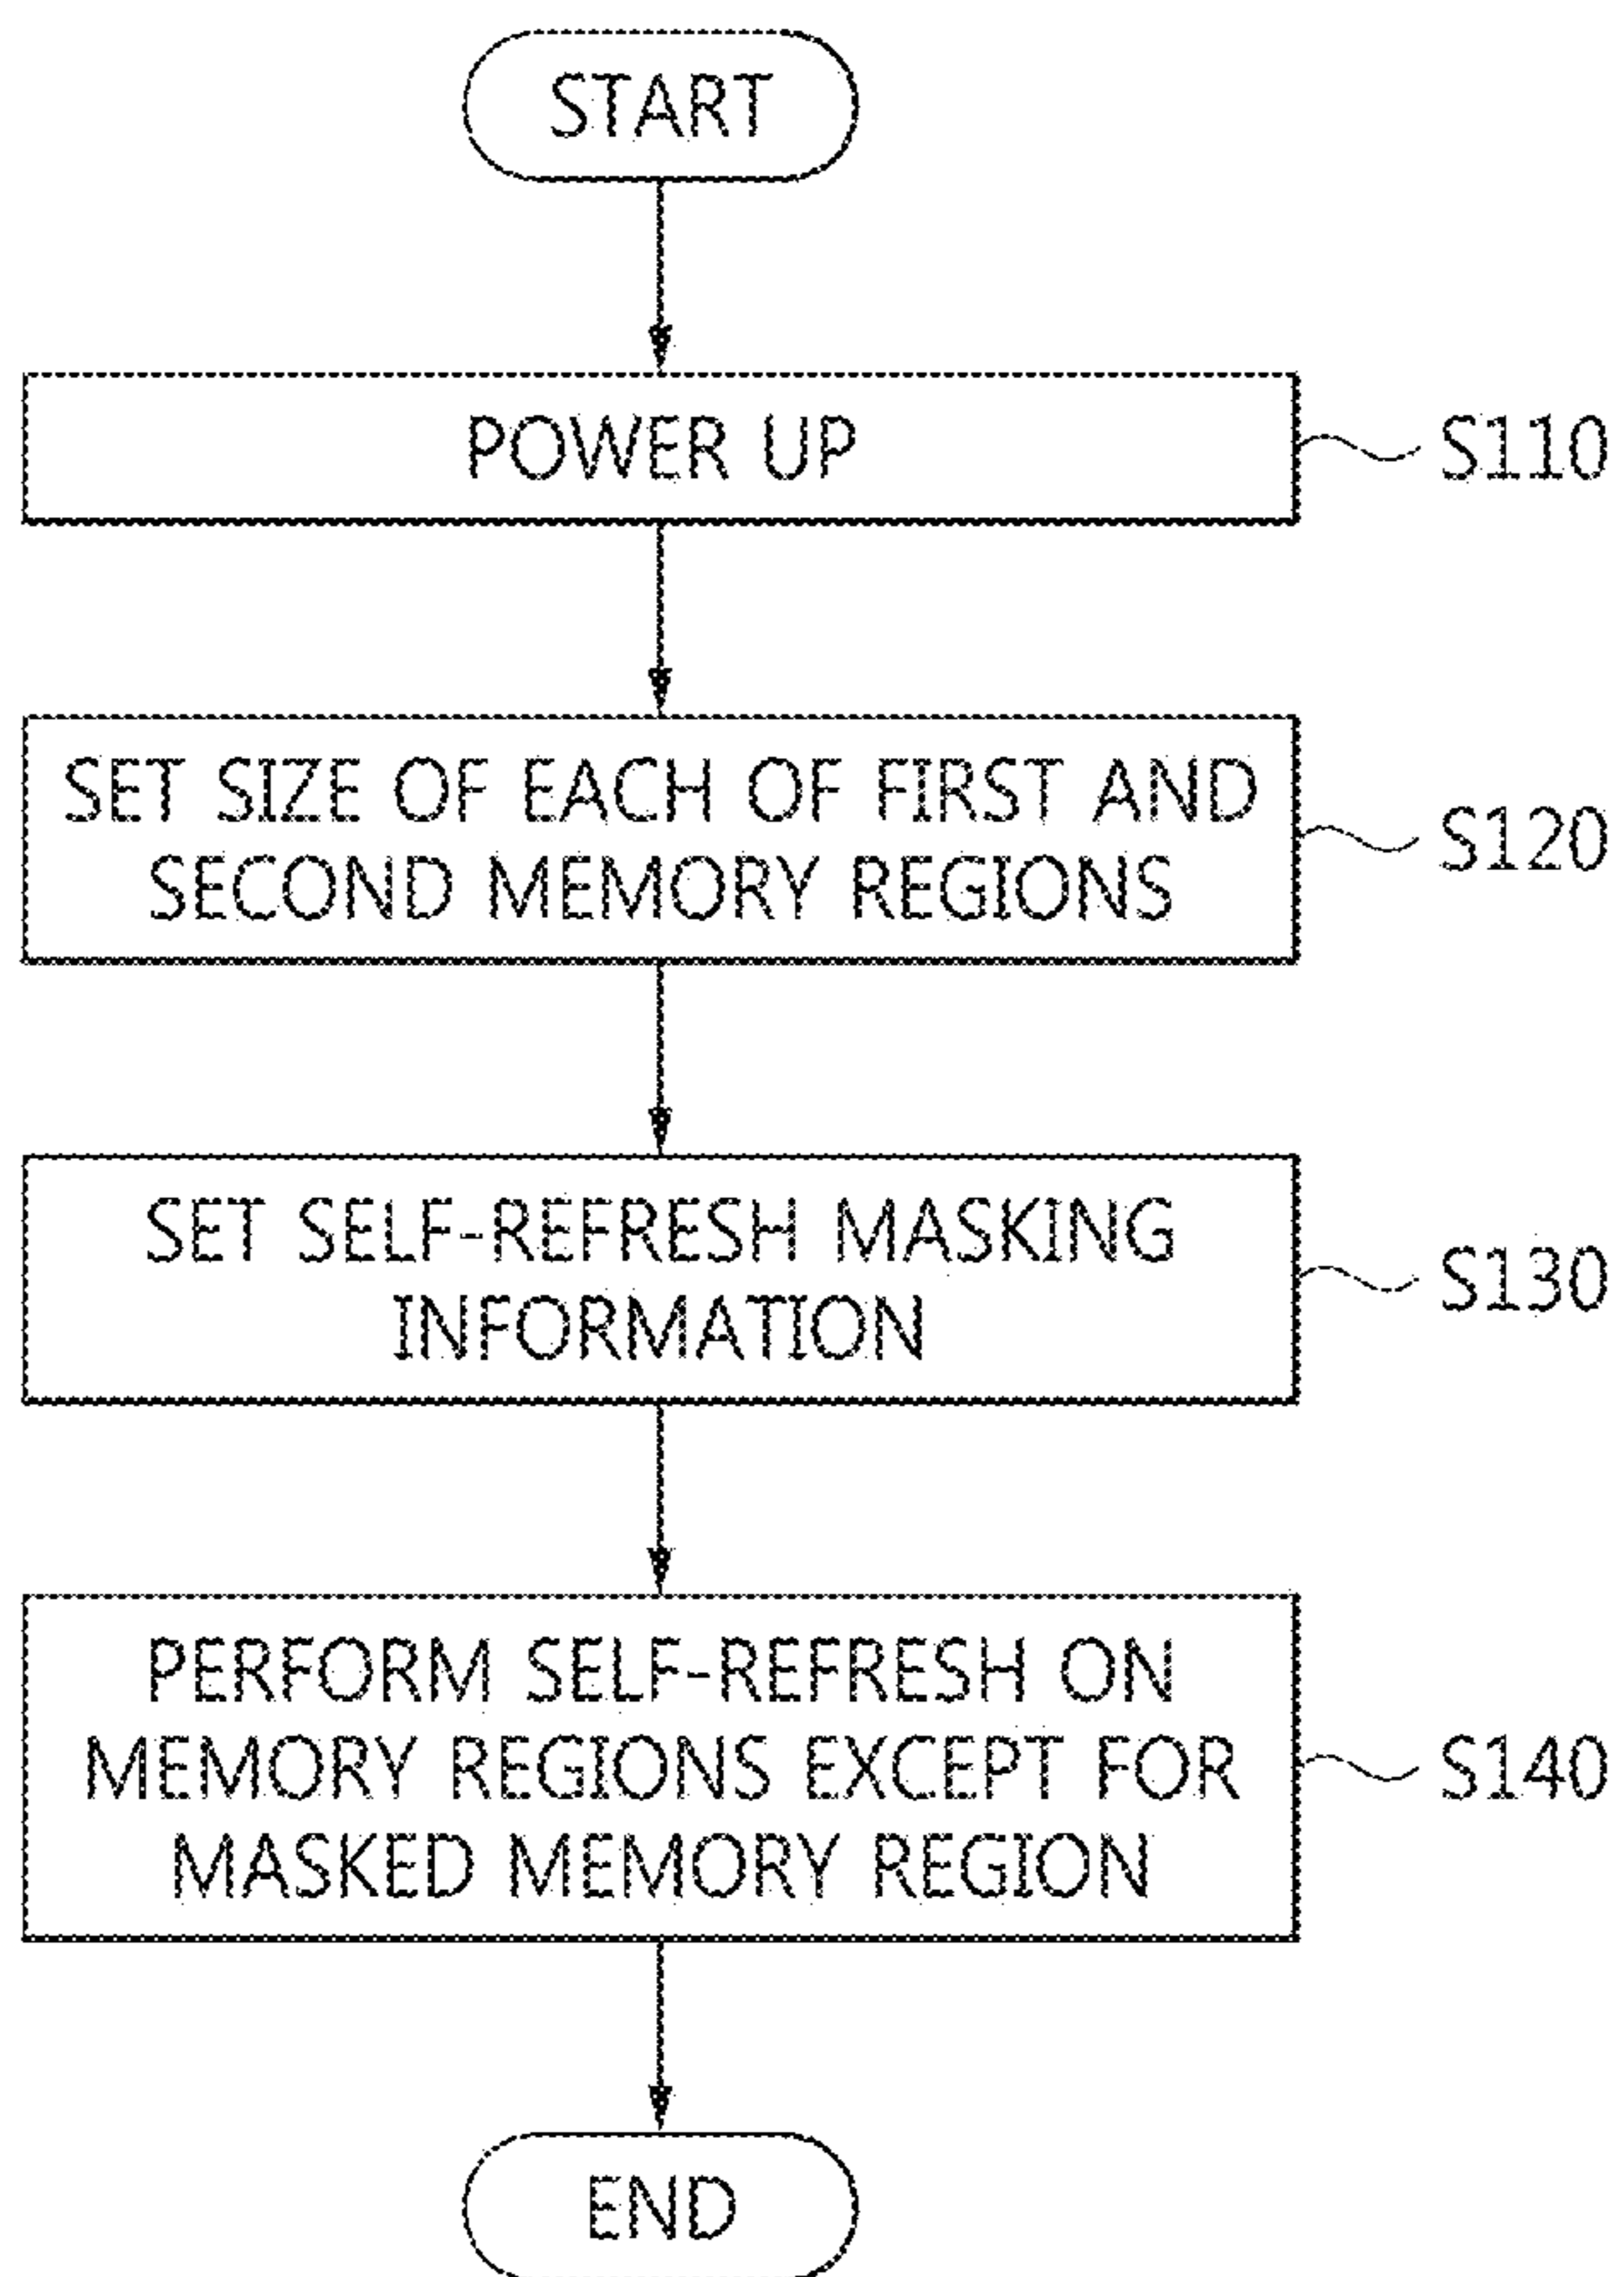 START
POWER UP
S110
SET SIZE OF EACH OF FIRST AND
SECOND MEMORY REGIONS
S120
SET SELF-REFRESH MASKING
INFORMATION
S130
PERFORM SELF-REFRESH ON
MEMORY REGIONS EXCEPT FOR
MASKED MEMORY REGION
S140
END